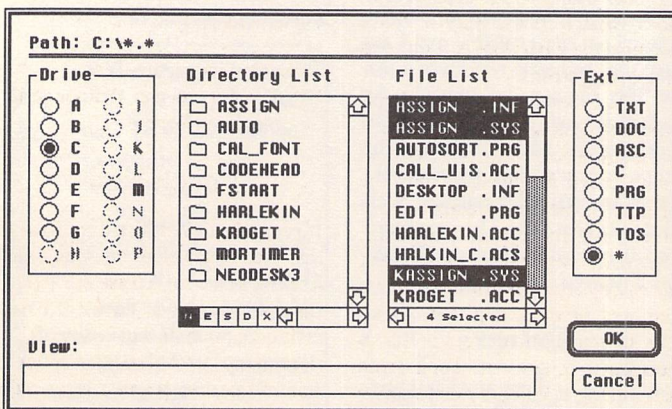 Path: C:\*.*
Drive
A
B
C
D
E
F
G
H
I
J
K
L
M
N
O
P
Directory List
ASSIGN
AUTO
CAL_FONT
CODEHEAD
FSTART
HARLEKIN
KROGET
MORTIMER
NEODESK3
N E S D X
File List
ASSIGN .INF
ASSIGN .SYS
AUTOSORT.PRG
CALL_UIS.ACC
DESKTOP .INF
EDIT .PRG
HARLEKIN.ACC
HRLKIN_C.ACS
KASSIGN .SYS
KROGET .ACC
4 Selected
Ext
TXT
DOC
ASC
C
PRG
TTP
TOS
*
View:
OK
Cancel